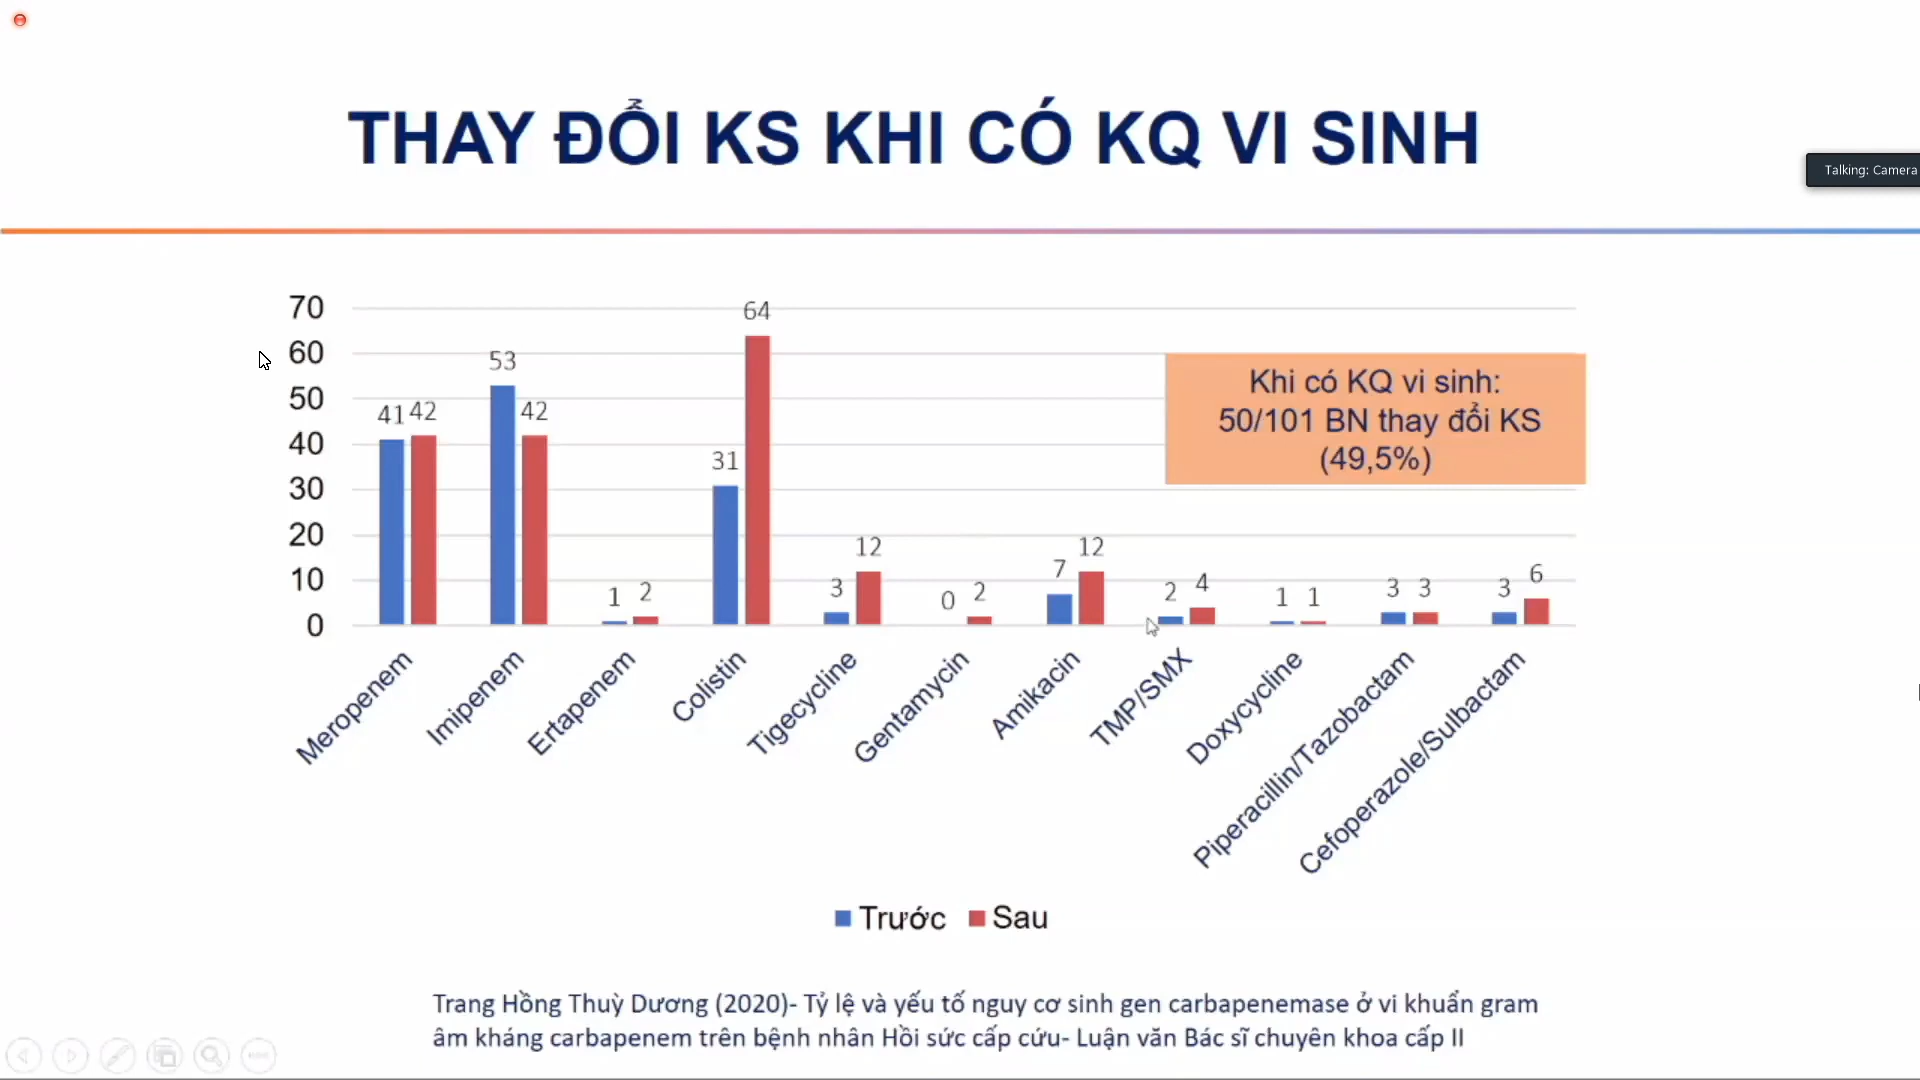 THAY ĐỔI KS KHI CÓ KQ VI SINH
Talking: Camera
70
60
50
40
30
20
10
0
41 42
53 42
1 2
31 64
3 12
0 2
7 12
2 4
1 1
3 3
3 6
Khi có KQ vi sinh:
50/101 BN thay đổi KS
(49,5%)
Meropenem
Imipenem
Ertapenem
Colistin
Tigecycline
Gentamycin
Amikacin
TMP/SMX
Doxycycline
Piperacillin/Tazobactam
Cefoperazole/Sulbactam
Trước Sau
Trang Hồng Thuỳ Dương (2020)- Tỷ lệ và yếu tố nguy cơ sinh gen carbapenemase ở vi khuẩn gram
âm kháng carbapenem trên bệnh nhân Hồi sức cấp cứu- Luận văn Bác sĩ chuyên khoa cấp II